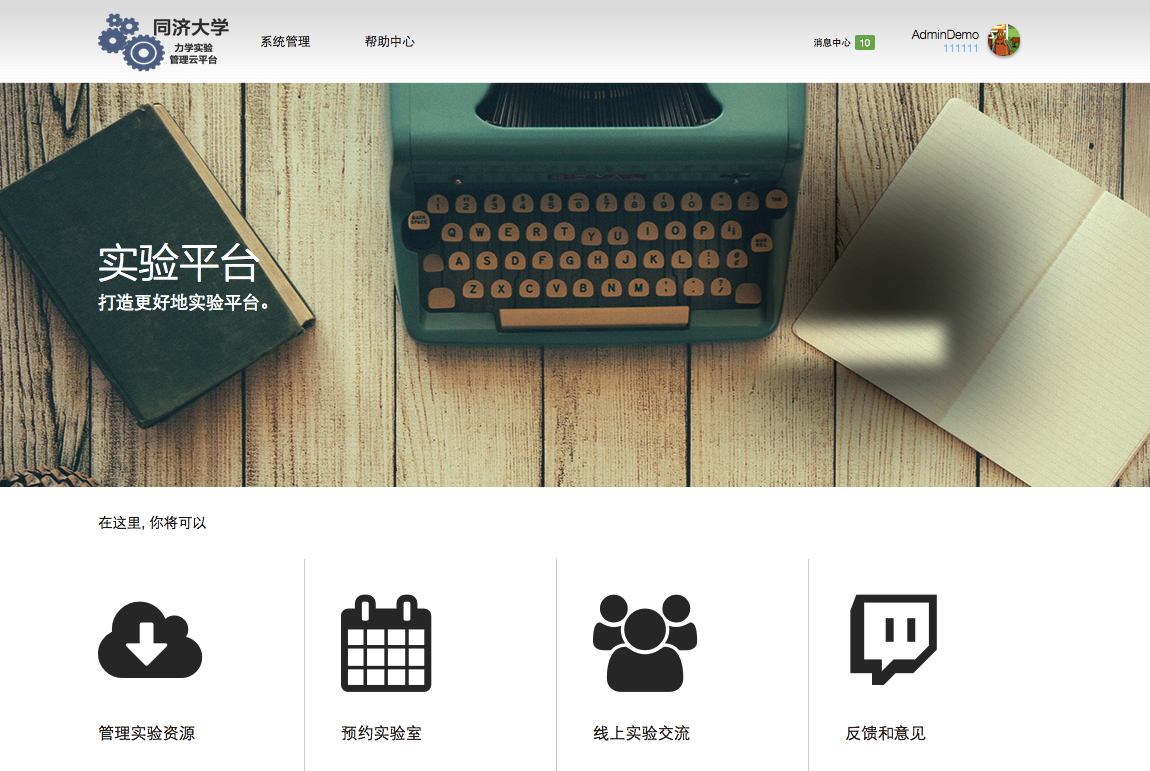 同济大学
力学实验
管理云平台
系统管理
帮助中心
消息中心 10
AdminDemo
111111
BACK SPACE
Q W E R T Y U I O P
A S D F G H J K L
Z X C V B N M
实验平台
打造更好地实验平台。
在这里, 你将可以
管理实验资源
预约实验室
线上实验交流
反馈和意见